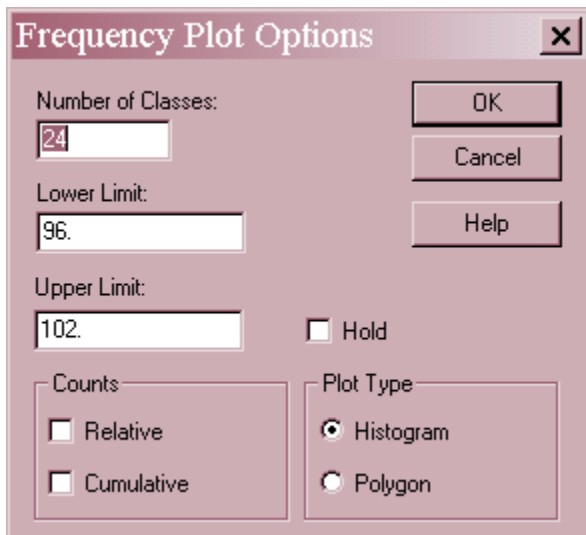 Frequency Plot Options
Number of Classes:
24
OK
Cancel
Lower Limit:
96.
Help
Upper Limit:
102.
Hold
Counts
Relative
Cumulative
Plot Type
Histogram
Polygon